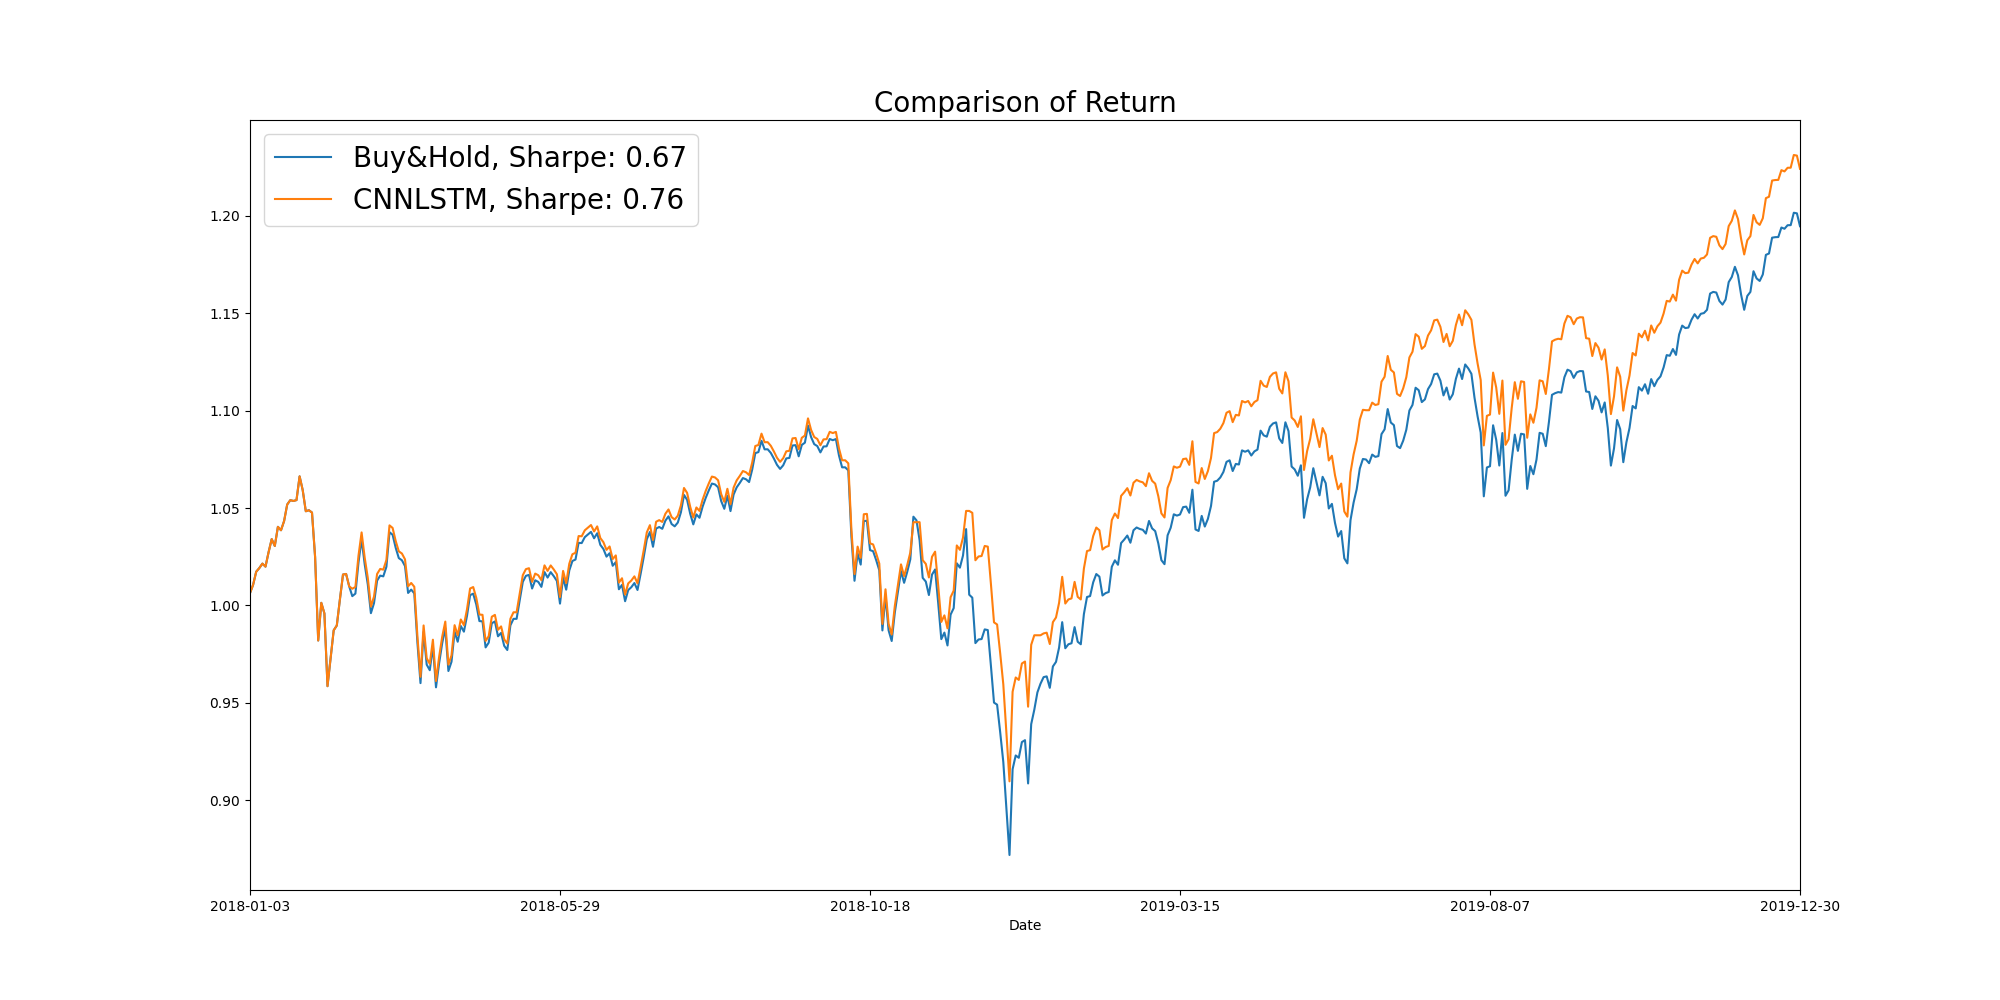 Comparison of Return
Buy&Hold, Sharpe: 0.67
CNNLSTM, Sharpe: 0.76
1.20
1.15
1.10
1.05
1.00
0.95
0.90
2018-01-03 2018-05-29 2018-10-18 2019-03-15 2019-08-07 2019-12-30
Date